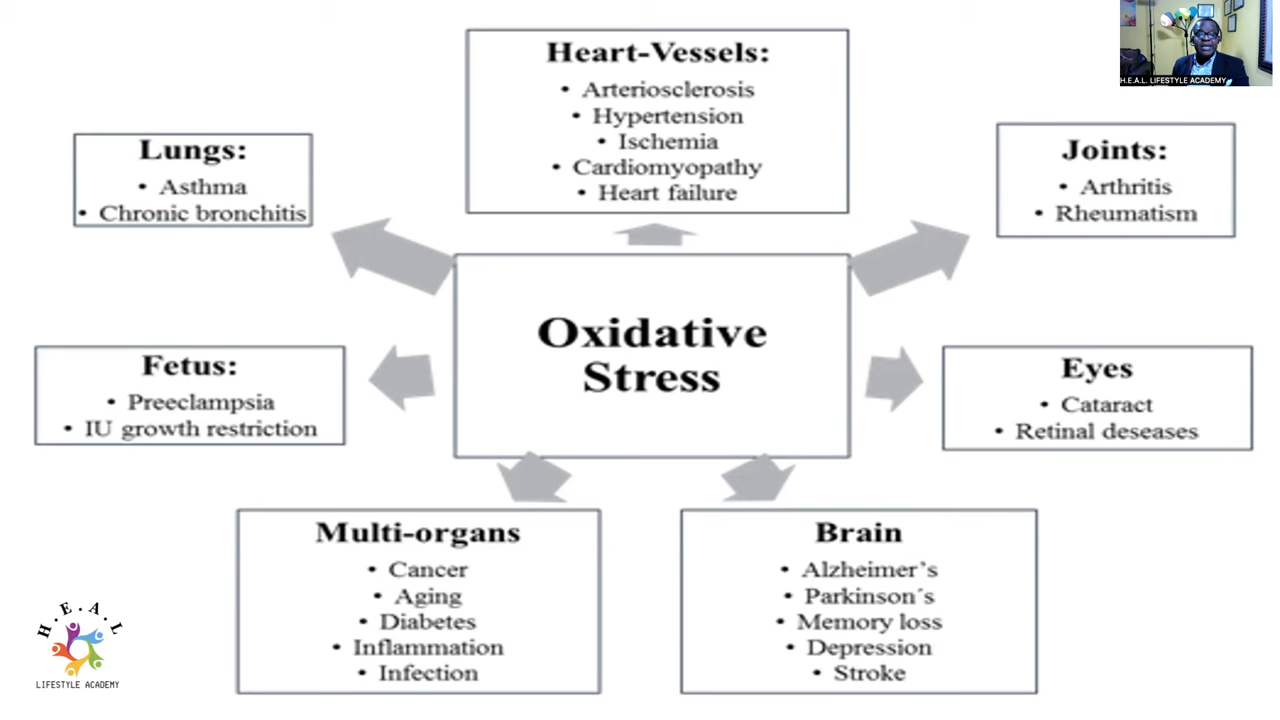 Heart-Vessels:
• Arteriosclerosis
• Hypertension
• Ischemia
• Cardiomyopathy
• Heart failure
H.E.A.L. LIFESTYLE ACADEMY
Lungs:
• Asthma
• Chronic bronchitis
Joints:
• Arthritis
• Rheumatism
Oxidative
Stress
Fetus:
• Preeclampsia
• IU growth restriction
Eyes
• Cataract
• Retinal deseases
Multi-organs
• Cancer
• Aging
• Diabetes
• Inflammation
• Infection
Brain
• Alzheimer’s
• Parkinson´s
• Memory loss
• Depression
• Stroke
H.E.A.L
LIFESTYLE ACADEMY